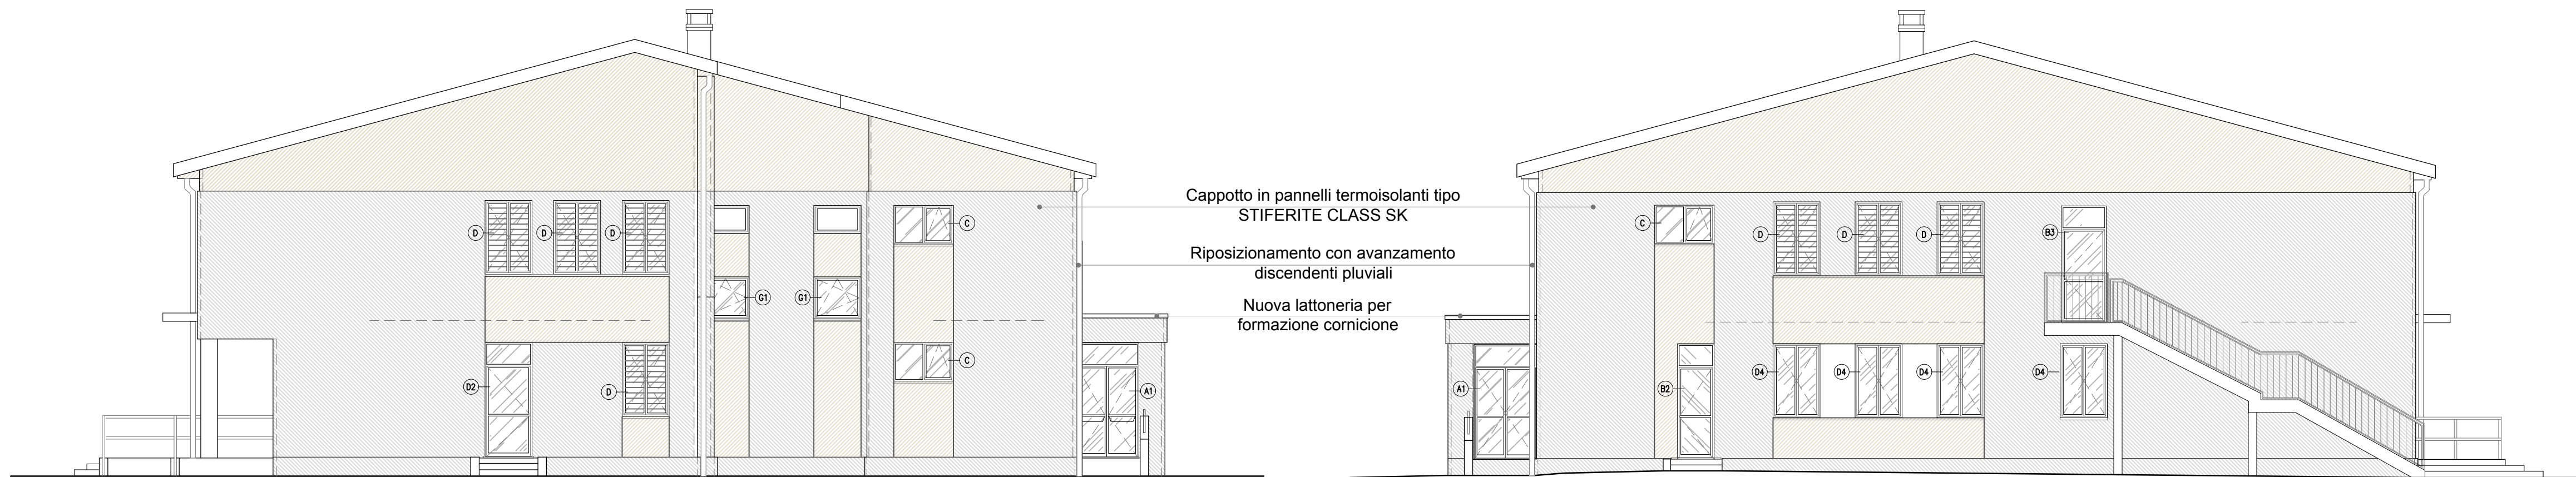 Cappotto in pannelli termoisolanti tipo
STIFERITE CLASS SK
Riposizionamento con avanzamento
discendenti pluviali
Nuova lattoneria per
formazione cornicione
D
D
D
C
G1
G1
C
D2
D
A1
C
D
D
D
B3
A1
B2
D4
D4
D4
D4